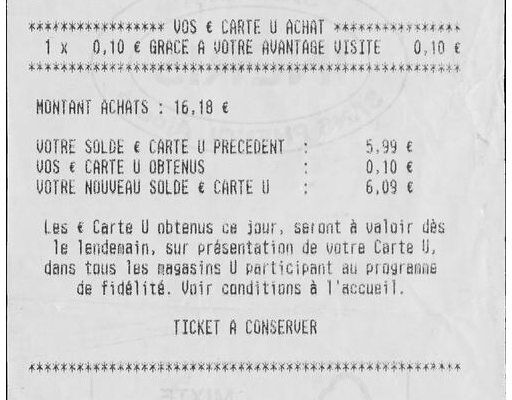 ***************** VOS € CARTE U ACHAT ****************
1 x 0,10 € GRACE A VOTRE AVANTAGE VISITE 0,10 €
******************************************************
MONTANT ACHATS : 16,18 €
VOTRE SOLDE € CARTE U PRECEDENT : 5,99 €
VOS € CARTE U OBTENUS : 0,10 €
VOTRE NOUVEAU SOLDE € CARTE U : 6,09 €
Les € Carte U obtenus ce jour, seront à valoir dès
le lendemain, sur présentation de votre Carte U,
dans tous les magasins U participant au programme
de fidélité. Voir conditions à l'accueil.
TICKET A CONSERVER
******************************************************